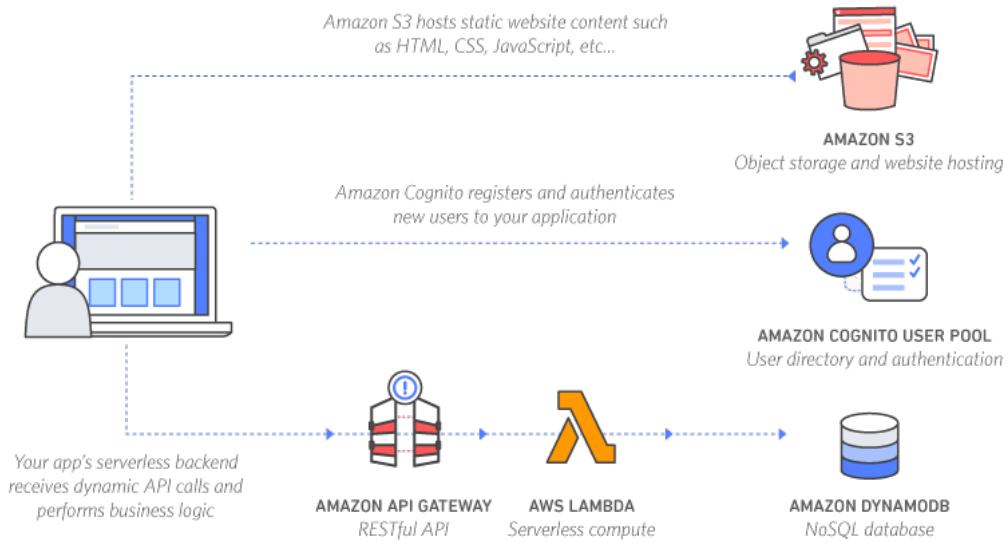 Amazon S3 hosts static website content such
as HTML, CSS, JavaScript, etc...
AMAZON S3
Object storage and website hosting
Amazon Cognito registers and authenticates
new users to your application
AMAZON COGNITO USER POOL
User directory and authentication
Your app's serverless backend
receives dynamic API calls and
performs business logic
AMAZON API GATEWAY
RESTful API
AWS LAMBDA
Serverless compute
AMAZON DYNAMODB
NoSQL database